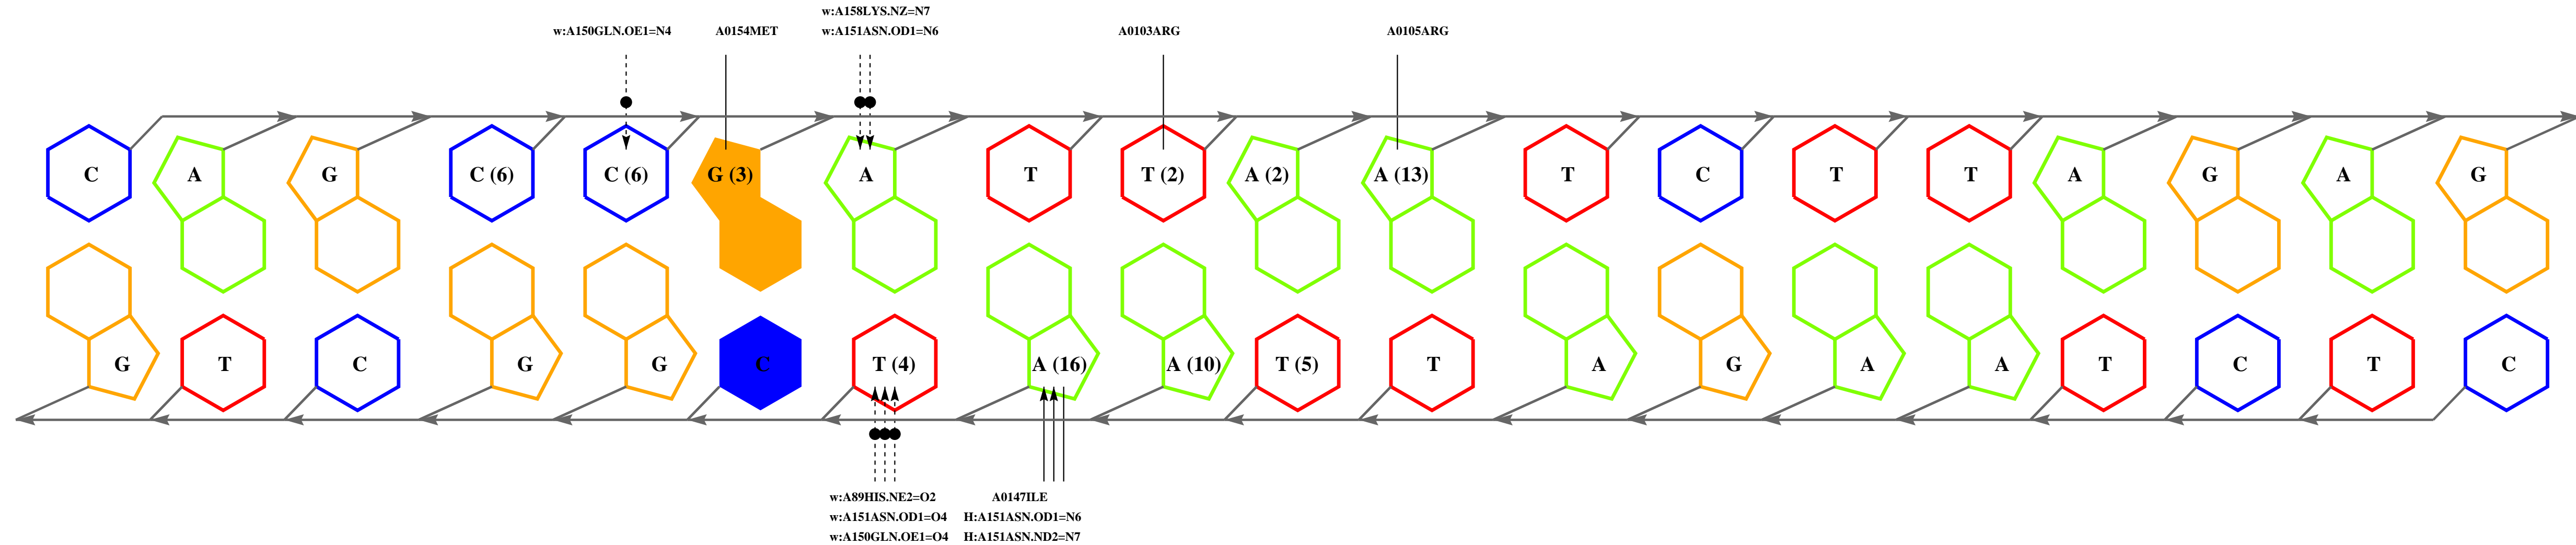 w:A158LYS.NZ=N7
w:A150GLN.OE1=N4 A0154MET w:A151ASN.OD1=N6 A0103ARG A0105ARG
C A G C (6) C (6) G (3) A T T (2) A (2) A (13) T C T T A G A G
G T C G G C T (4) A (16) A (10) T (5) T A G A A T C T C
w:A89HIS.NE2=O2 A0147ILE
w:A151ASN.OD1=O4 H:A151ASN.OD1=N6
w:A150GLN.OE1=O4 H:A151ASN.ND2=N7